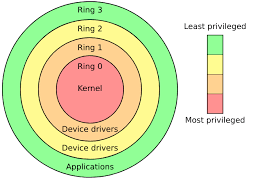 Ring 3
Ring 2
Ring 1
Ring 0
Kernel
Device drivers
Device drivers
Applications
Least privileged
Most privileged